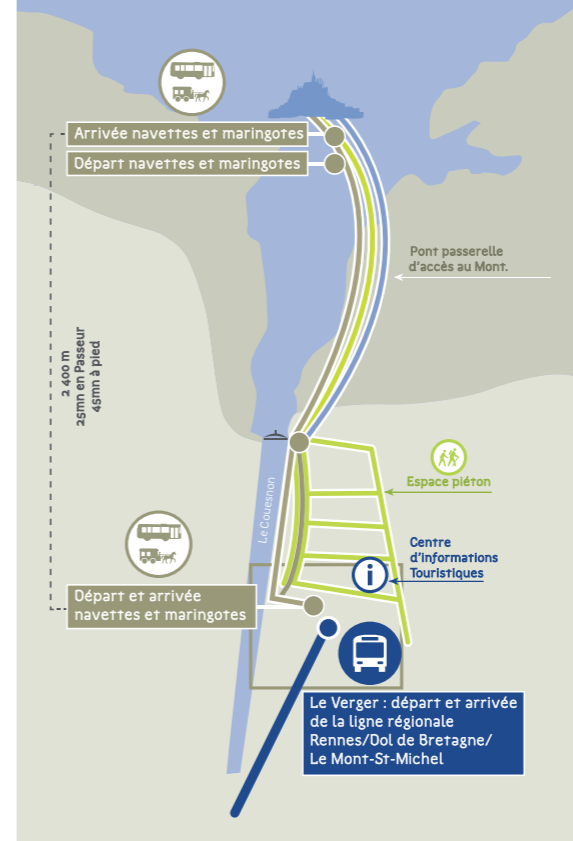 Arrivée navettes et maringotes
Départ navettes et maringotes
Pont passerelle
d'accès au Mont.
2 400 m
25mn en Passeur
45mn à pied
Le Couesnon
Espace piéton
Centre
d'informations
Touristiques
i
Départ et arrivée
navettes et maringotes
Le Verger : départ et arrivée
de la ligne régionale
Rennes/Dol de Bretagne/
Le Mont-St-Michel